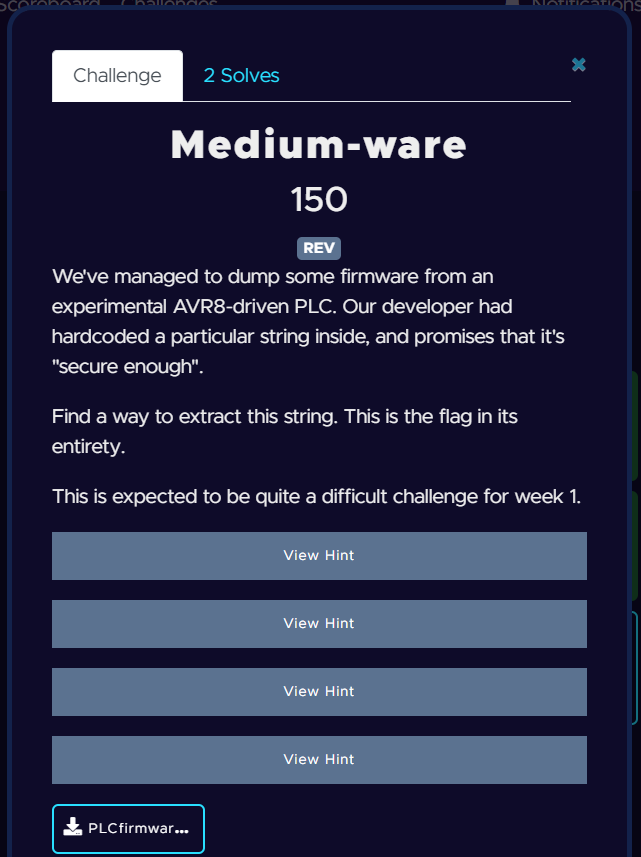 Scoreboard Challenges Notifications
Challenge
2 Solves
Medium-ware
150
REV
We've managed to dump some firmware from an
experimental AVR8-driven PLC. Our developer had
hardcoded a particular string inside, and promises that it's
"secure enough".
Find a way to extract this string. This is the flag in its
entirety.
This is expected to be quite a difficult challenge for week 1.
View Hint
View Hint
View Hint
View Hint
PLCfirmwar...